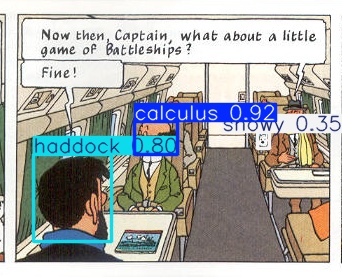 Now then, Captain, what about a little
game of Battleships?
Fine!
calculus 0.92
snowy 0.35
haddock 0.80